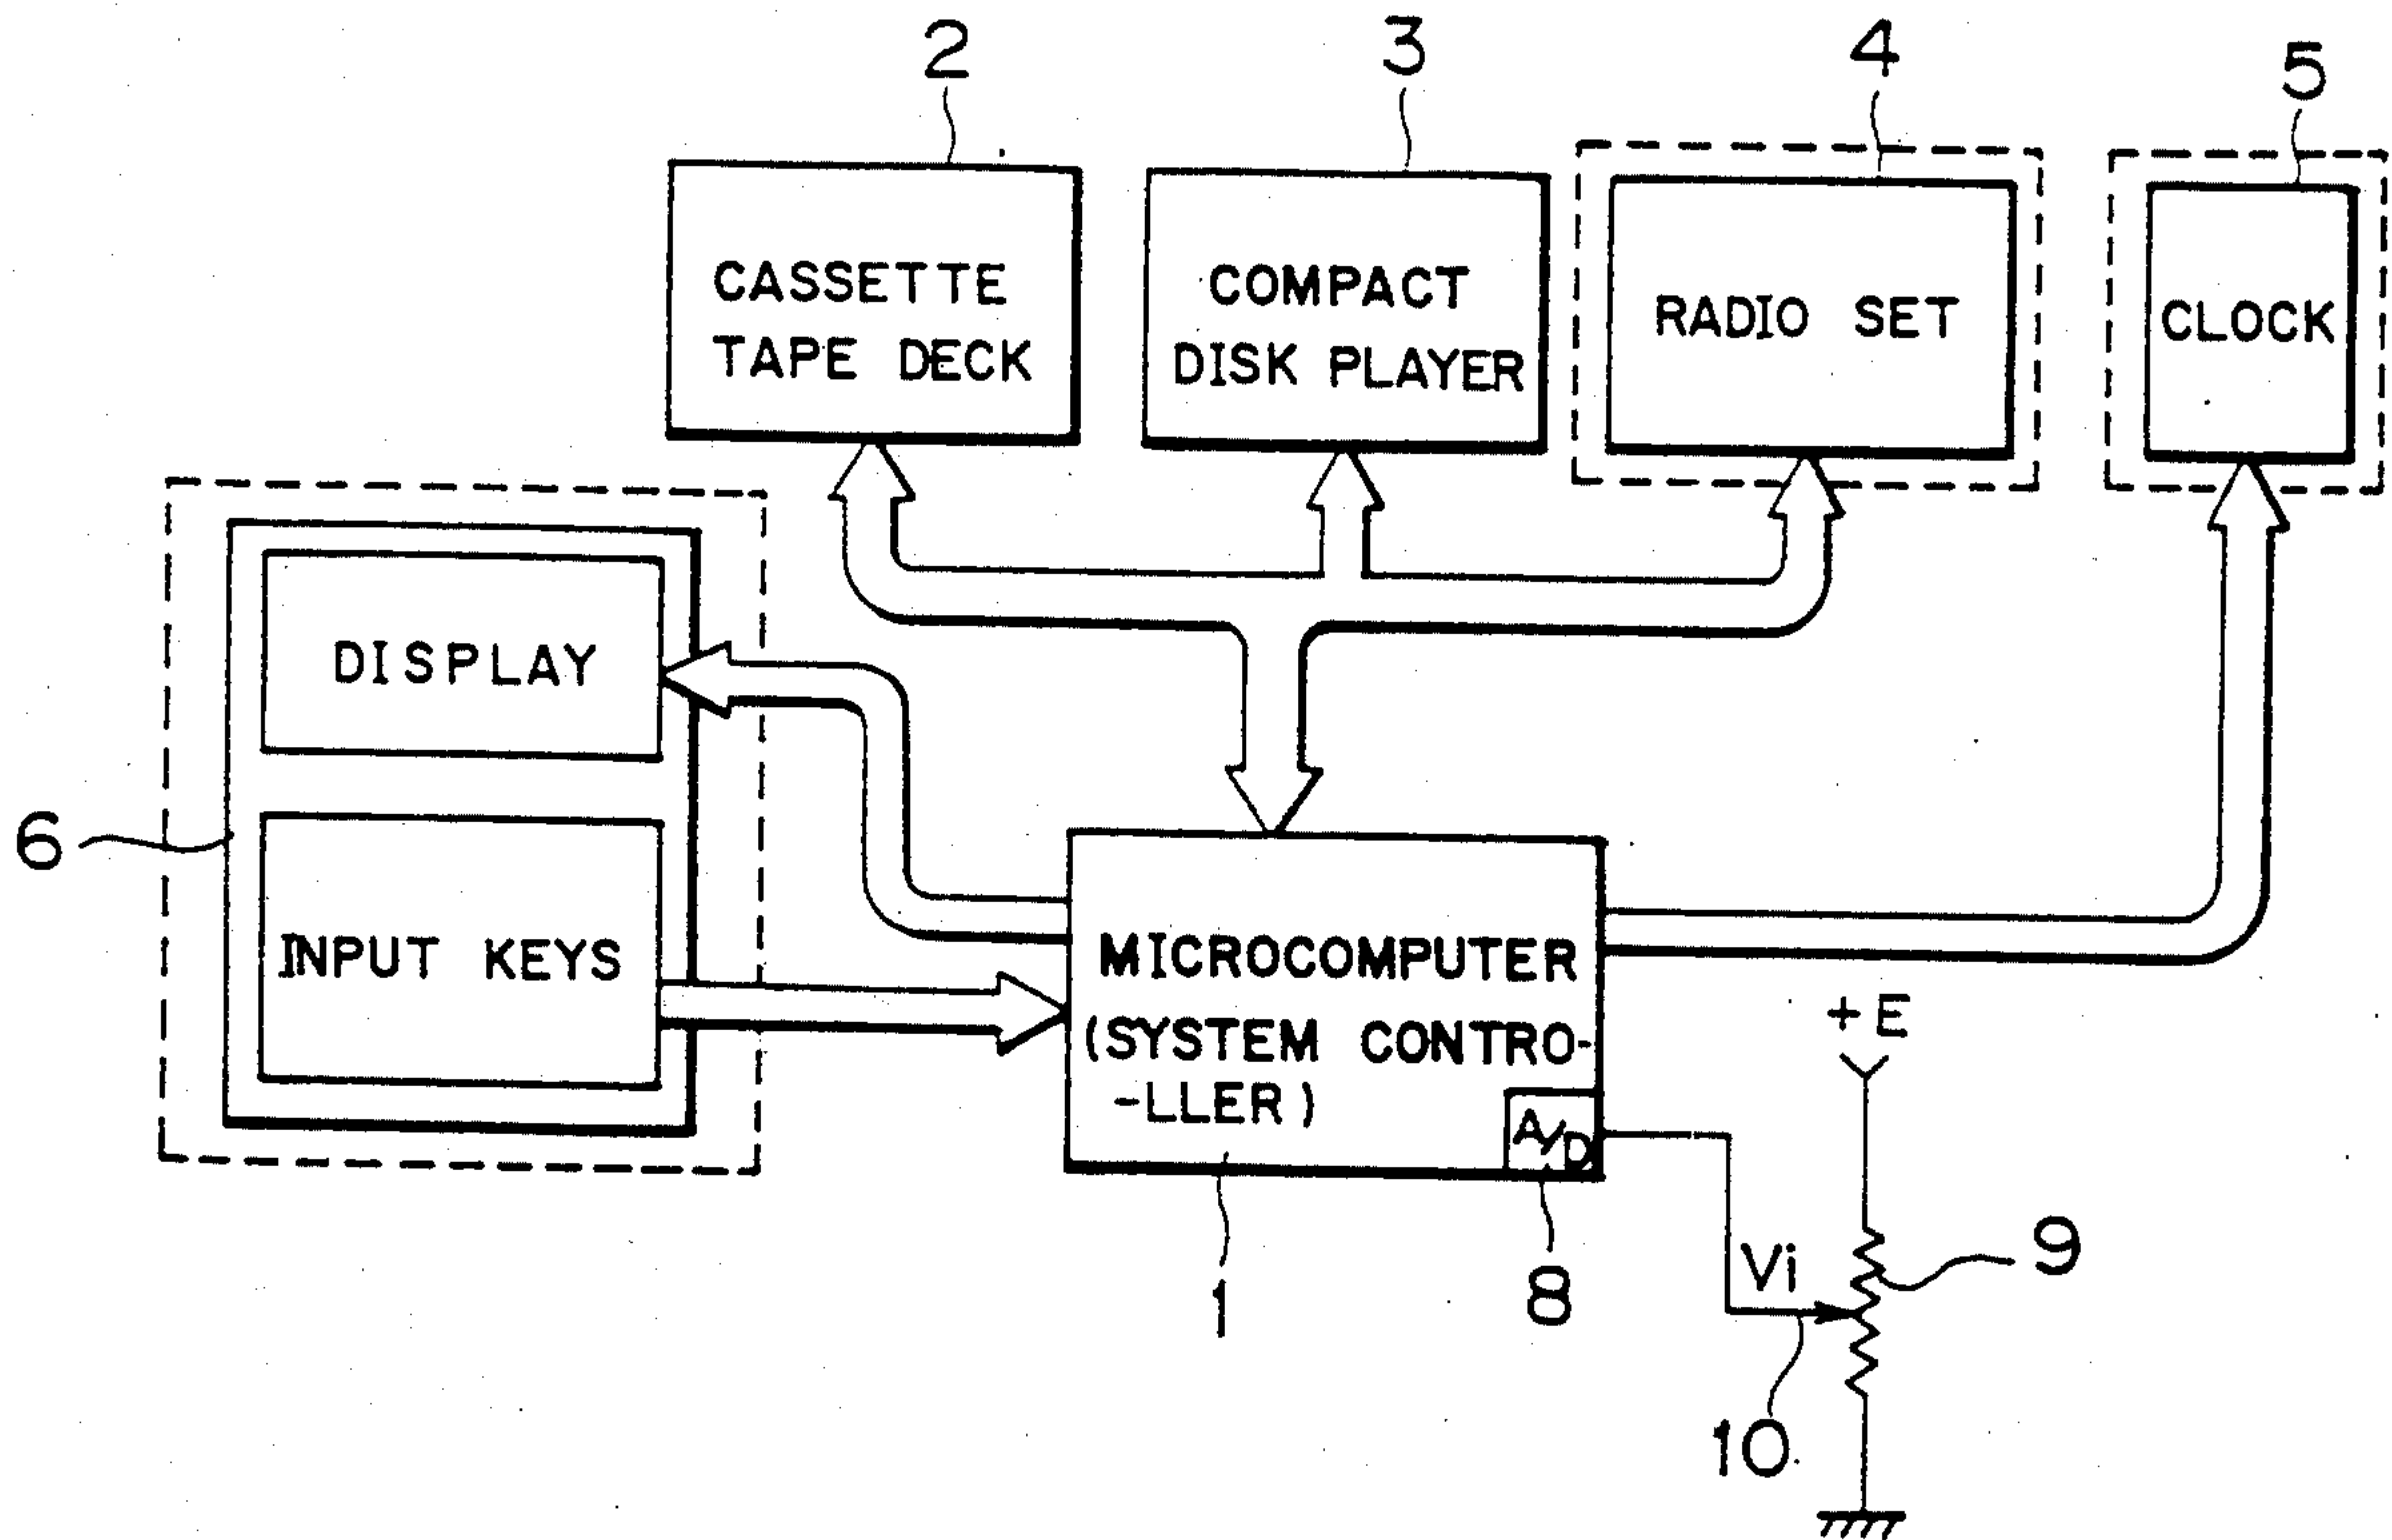 2
3
4
5
CASSETTE
TAPE DECK
COMPACT
DISK PLAYER
RADIO SET
CLOCK
DISPLAY
6
INPUT KEYS
MICROCOMPUTER
(SYSTEM CONTRO-
-LLER)
A/D
+E
Vi
9
1
8
10